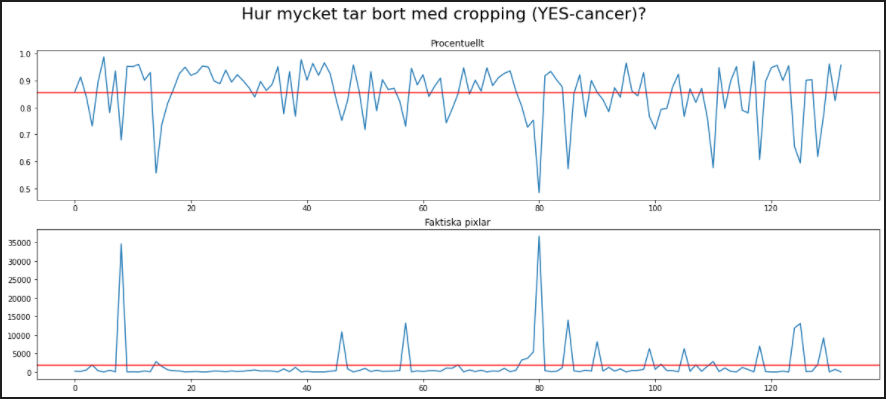 Hur mycket tar bort med cropping (YES-cancer)?
Procentuellt
1.0
0.9
0.8
0.7
0.6
0.5
0 20 40 60 80 100 120
Faktiska pixlar
35000
30000
25000
20000
15000
10000
5000
0
0 20 40 60 80 100 120